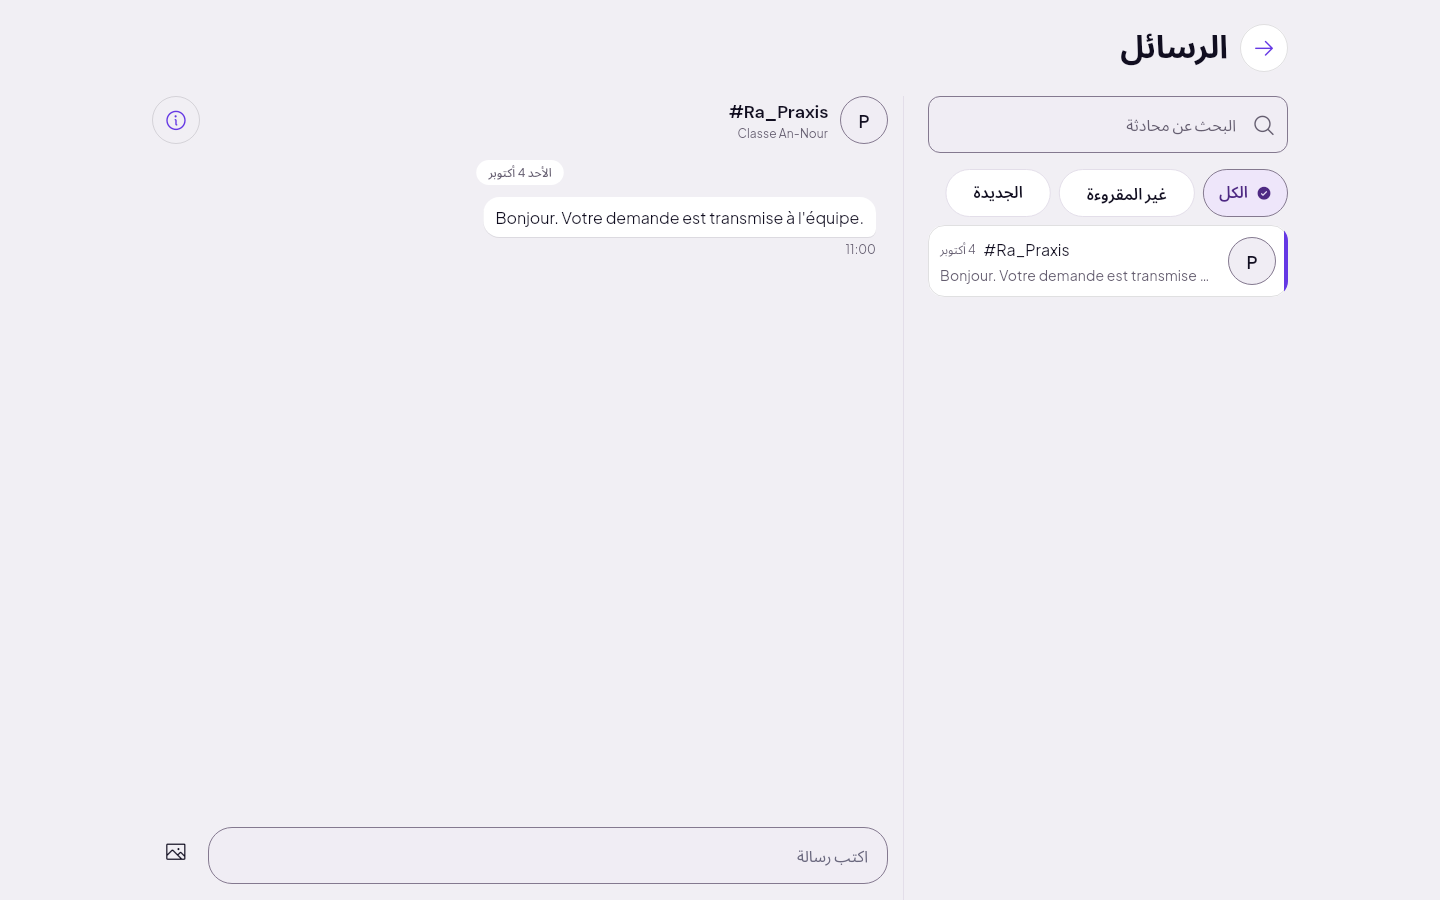 الرسائل
البحث عن محادثة
الكل
غير المقروءة
الجديدة
P
#Ra_Praxis
4 أكتوبر
Bonjour. Votre demande est transmise ...
P
#Ra_Praxis
Classe An-Nour
الأحد 4 أكتوبر
Bonjour. Votre demande est transmise à l'équipe.
11:00
اكتب رسالة